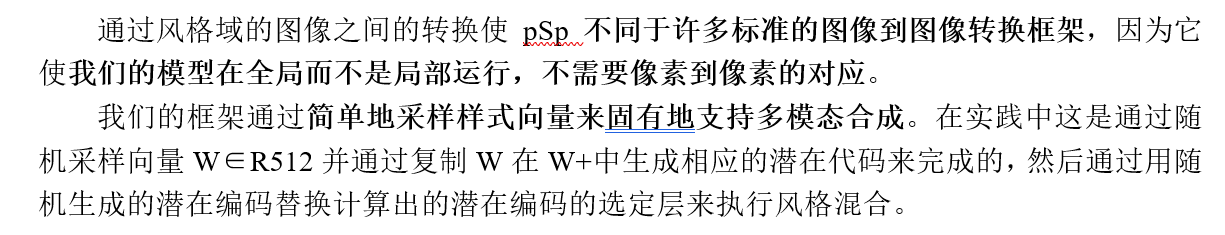 通过风格域的图像之间的转换使 pSp 不同于许多标准的图像到图像转换框架，因为它
使我们的模型在全局而不是局部运行，不需要像素到像素的对应。
我们的框架通过简单地采样样式向量来固有地支持多模态合成。在实践中这是通过随
机采样向量 W∈R512 并通过复制 W 在 W+中生成相应的潜在代码来完成的，然后通过用随
机生成的潜在编码替换计算出的潜在编码的选定层来执行风格混合。